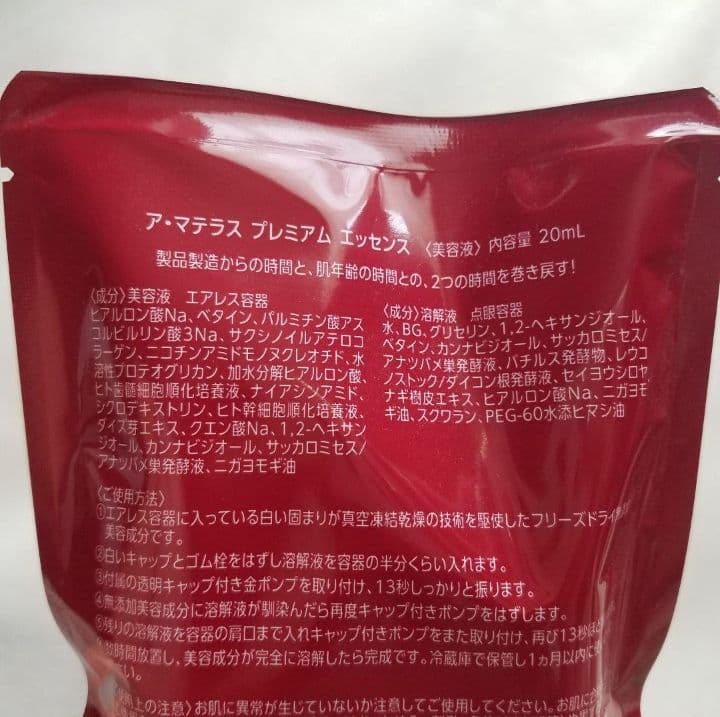 ア・マテラス プレミアム エッセンス 〈美容液〉内容量 20mL
製品製造からの時間と、肌年齢の時間との、2つの時間を巻き戻す!
〈成分〉美容液 エアレス容器
ヒアルロン酸Na、ベタイン、パルミチン酸アス
コルビルリン酸3Na、サクシノイルアテロコ
ラーゲン、ニコチンアミドモノヌクレオチド、水
溶性プロテオグリカン、加水分解ヒアルロン酸、
ヒト歯髄細胞順化培養液、ナイアシンアミド、
シクロデキストリン、ヒト幹細胞順化培養液、
ダイズ芽エキス、クエン酸Na、1,2-ヘキサン
ジオール、カンナビジオール、サッカロミセス/
アナツバメ巣発酵液、ニガヨモギ油
〈成分〉溶解液 点眼容器
水、BG、グリセリン、1,2-ヘキサンジオール、
ベタイン、カンナビジオール、サッカロミセス/
アナツバメ巣発酵液、バチルス発酵物、レウコ
ノストック/ダイコン根発酵液、セイヨウシロヤ
ナギ樹皮エキス、ヒアルロン酸Na、ニガヨモ
ギ油、スクワラン、PEG-60水添ヒマシ油
〈ご使用方法〉
①エアレス容器に入っている白い固まりが真空凍結乾燥の技術を駆使したフリーズドライ
美容成分です。
②白いキャップとゴム栓をはずし溶解液を容器の半分くらい入れます。
③付属の透明キャップ付き金ポンプを取り付け、13秒しっかりと振ります。
④無添加美容成分に溶解液が馴染んだら再度キャップ付きポンプをはずします。
⑤残りの溶解液を容器の肩口まで入れキャップ付きポンプをまた取り付け、再び13秒ほど
時間放置し、美容成分が完全に溶解したら完成です。冷蔵庫で保管し1ヵ月以内に
さい。
上の注意〉お肌に異常が生じていないか注意してご使用してください。お肌に